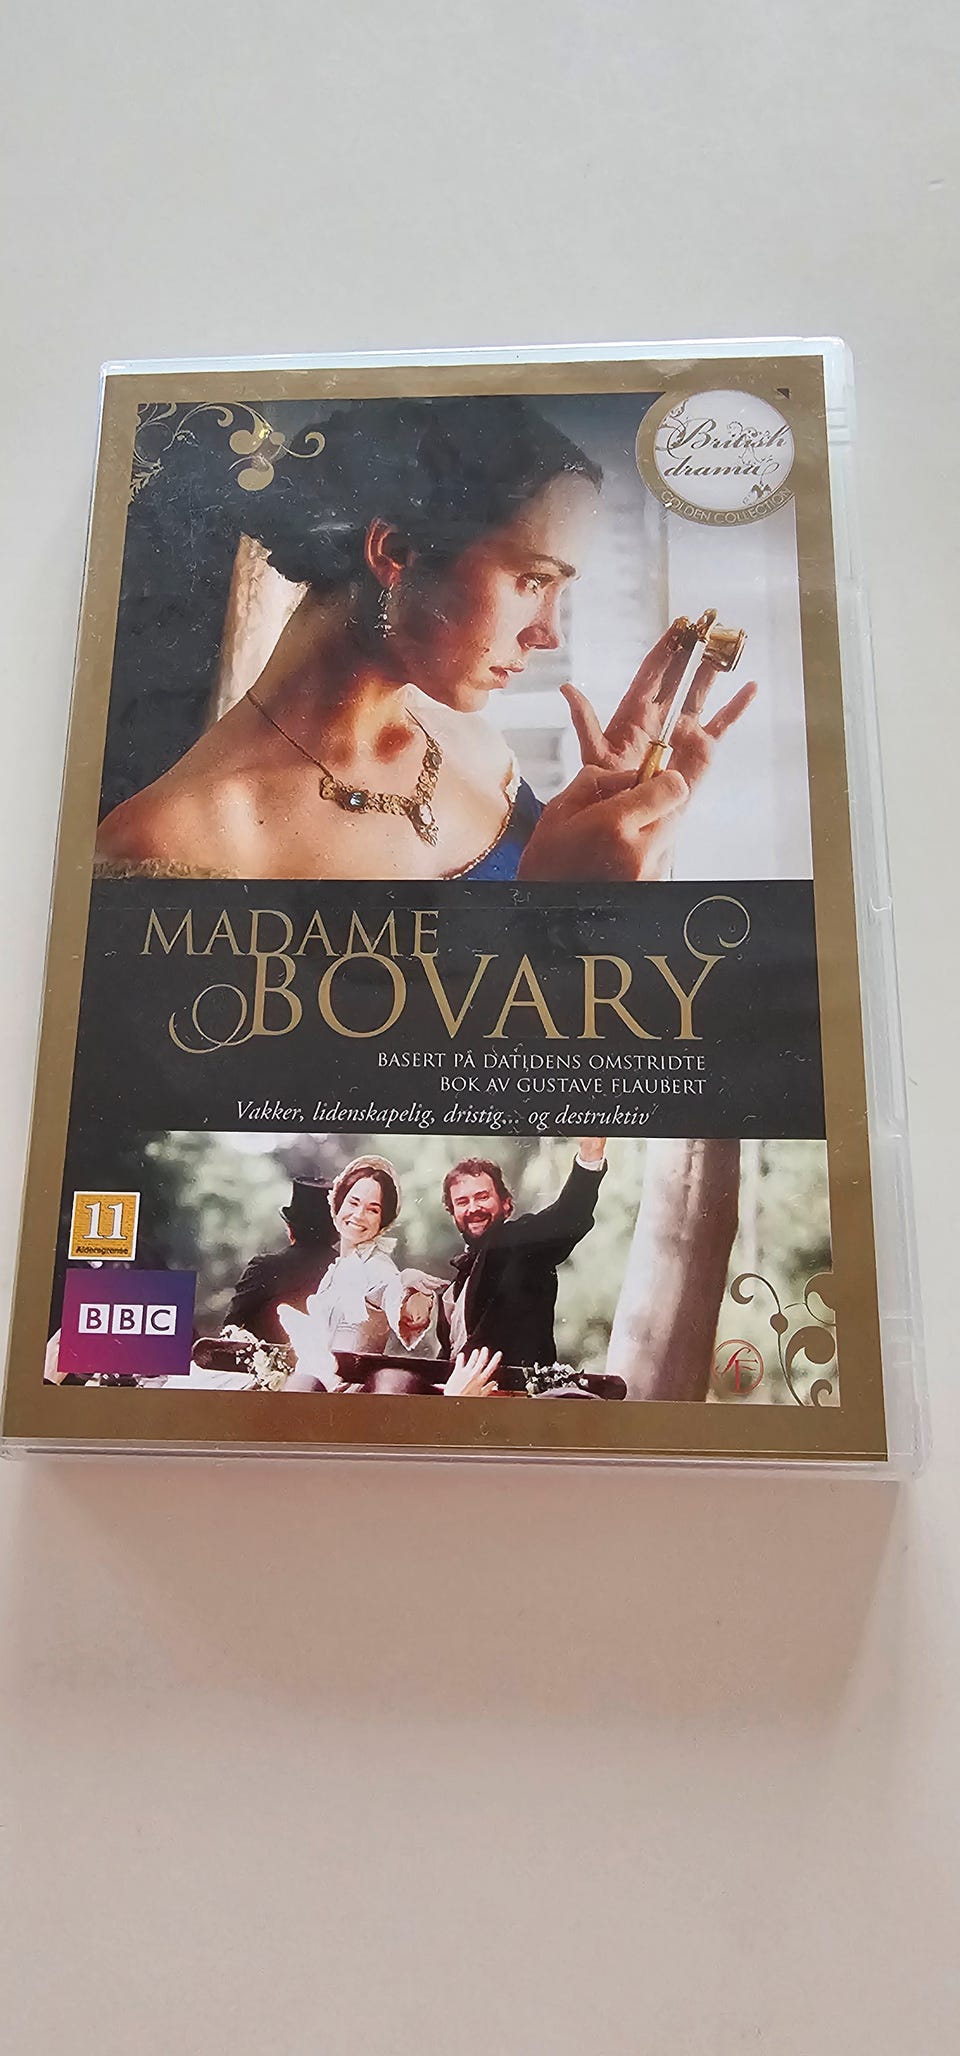 British
drama
GOLDEN COLLECTION
MADAME
BOVARY
BASERT PÅ DATIDENS OMSTRIDTE
BOK AV GUSTAVE FLAUBERT
Vakker, lidenskapelig, dristig... og destruktiv
11
Aldersgrense
BBC
SF